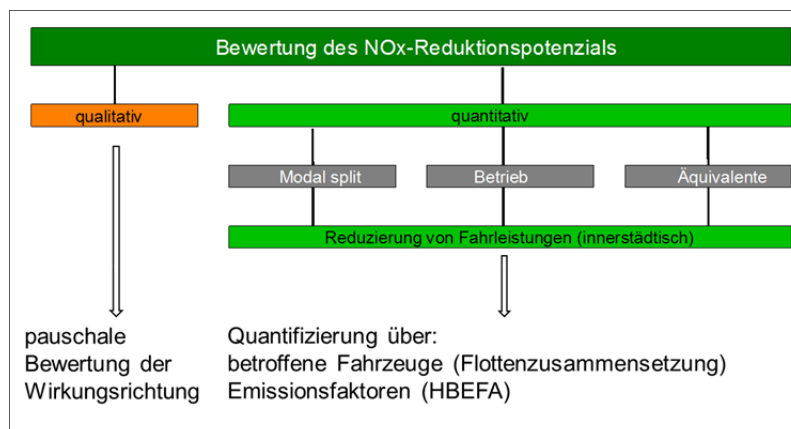 Bewertung des NOx-Reduktionspotenzials
qualitativ
quantitativ
Modal split
Betrieb
Äquivalente
Reduzierung von Fahrleistungen (innerstädtisch)
pauschale
Bewertung der
Wirkungsrichtung
Quantifizierung über:
betroffene Fahrzeuge (Flottenzusammensetzung)
Emissionsfaktoren (HBEFA)